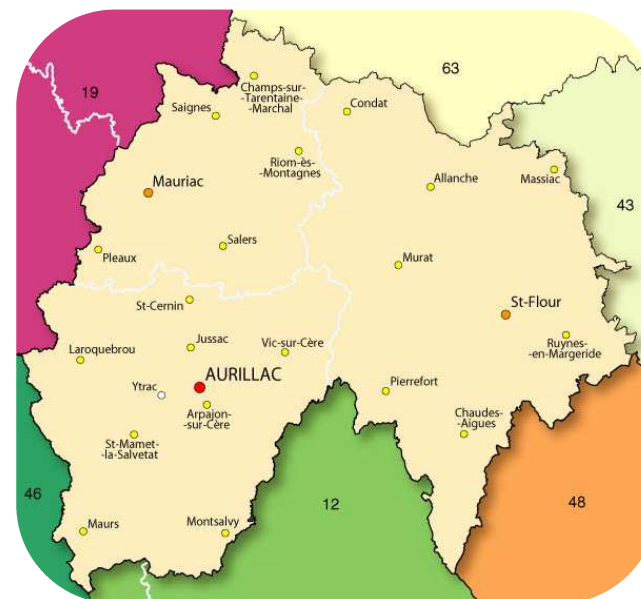 63
19
Champs-sur-
-Tarentaine-
-Marchal
Condat
Saignes
Riom-ès-
-Montagnes
Allanche
Massiac
Mauriac
43
Salers
Pleaux
Murat
St-Cernin
St-Flour
Jussac
Vic-sur-Cère
Laroquebrou
Ruynes-
-en-Margeride
AURILLAC
Ytrac
Pierrefort
Arpajon-
-sur-Cère
Chaudes-
-Aigues
St-Mamet-
-la-Salvetat
46
12
48
Maurs
Montsalvy